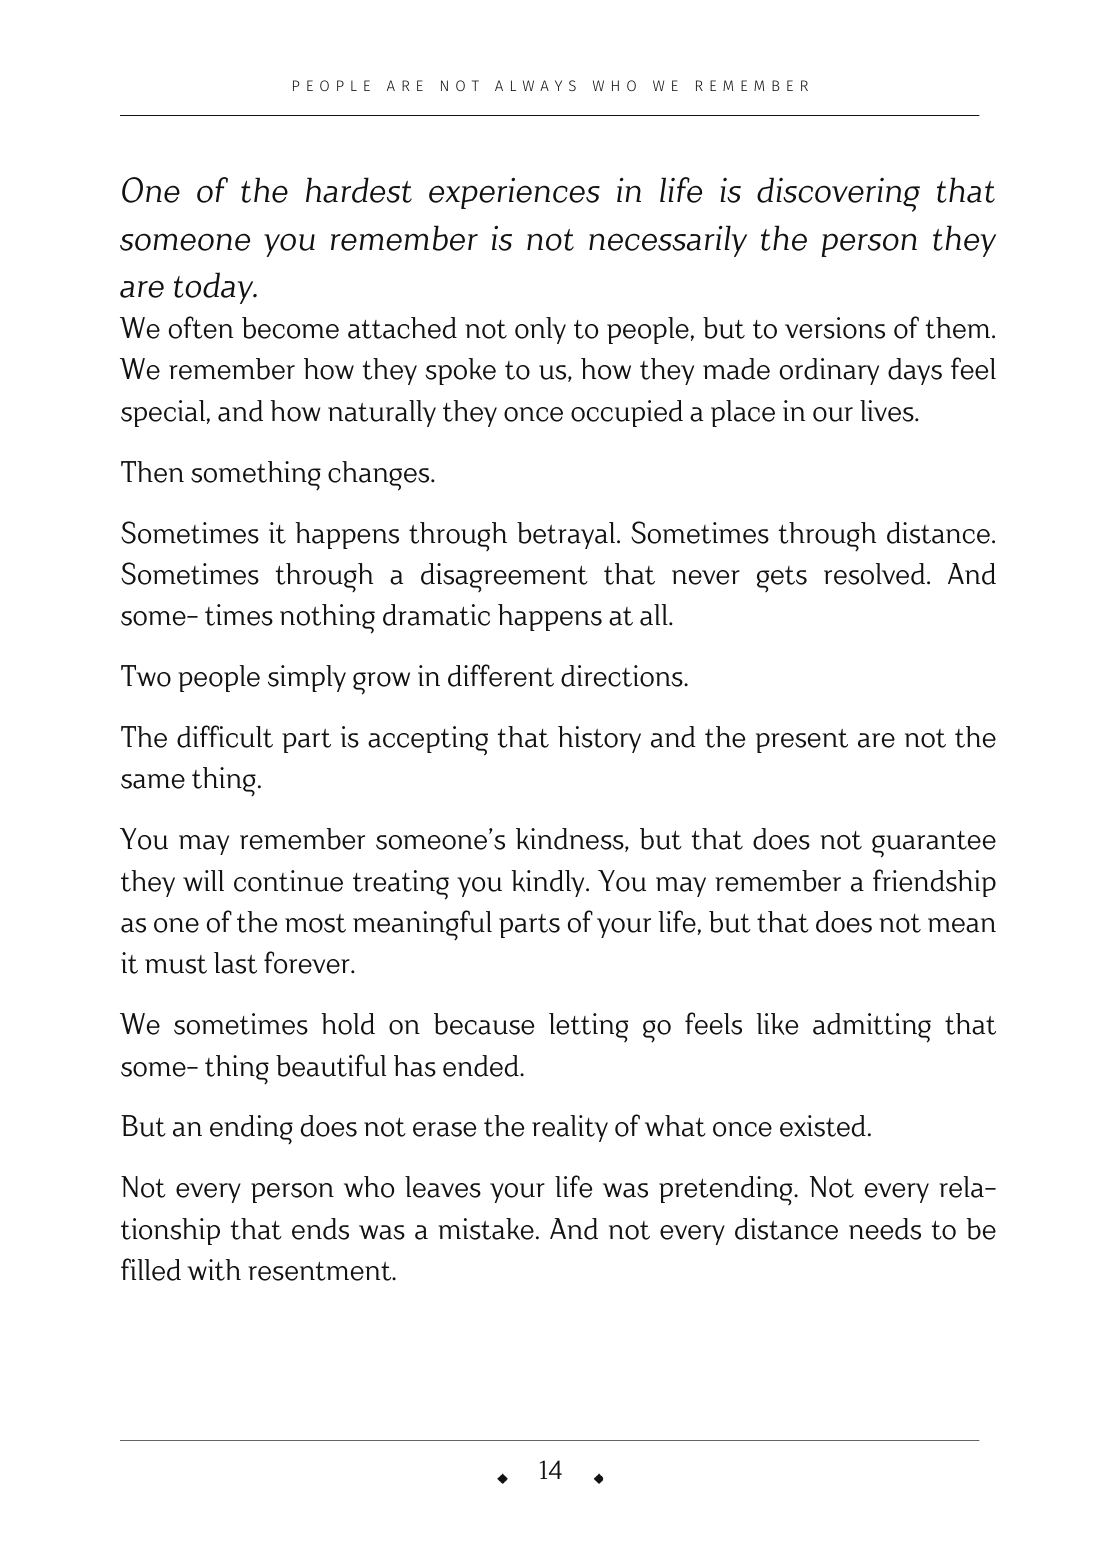 PEOPLE ARE NOT ALWAYS WHO WE REMEMBER
One of the hardest experiences in life is discovering that
someone you remember is not necessarily the person they
are today.
We often become attached not only to people, but to versions of them.
We remember how they spoke to us, how they made ordinary days feel
special, and how naturally they once occupied a place in our lives.
Then something changes.
Sometimes it happens through betrayal. Sometimes through distance.
Sometimes through a disagreement that never gets resolved. And
some- times nothing dramatic happens at all.
Two people simply grow in different directions.
The difficult part is accepting that history and the present are not the
same thing.
You may remember someone’s kindness, but that does not guarantee
they will continue treating you kindly. You may remember a friendship
as one of the most meaningful parts of your life, but that does not mean
it must last forever.
We sometimes hold on because letting go feels like admitting that
some- thing beautiful has ended.
But an ending does not erase the reality of what once existed.
Not every person who leaves your life was pretending. Not every rela-
tionship that ends was a mistake. And not every distance needs to be
filled with resentment.
14